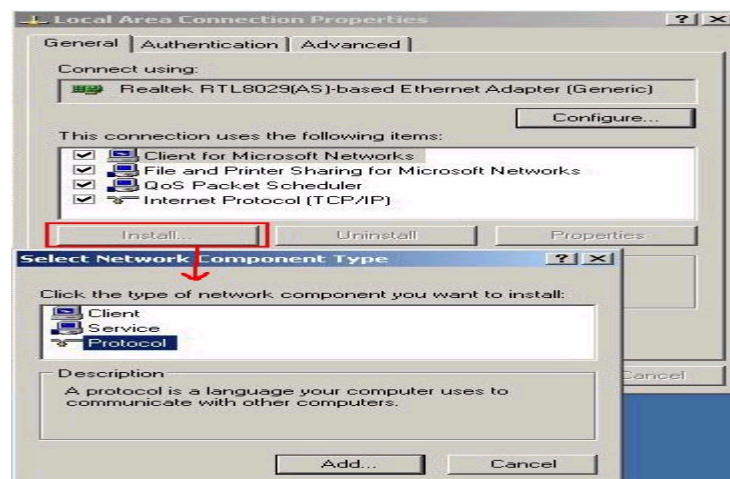 Local Area Connection Properties
General Authentication Advanced
Connect using:
Realtek RTL8029(AS)-based Ethernet Adapter (Generic)
Configure...
This connection uses the following items:
Client for Microsoft Networks
File and Printer Sharing for Microsoft Networks
QoS Packet Scheduler
Internet Protocol (TCP/IP)
Install... Uninstall Properties
Select Network Component Type
Click the type of network component you want to install:
Client
Service
Protocol
Description
A protocol is a language your computer uses to
communicate with other computers.
Cancel
Add... Cancel